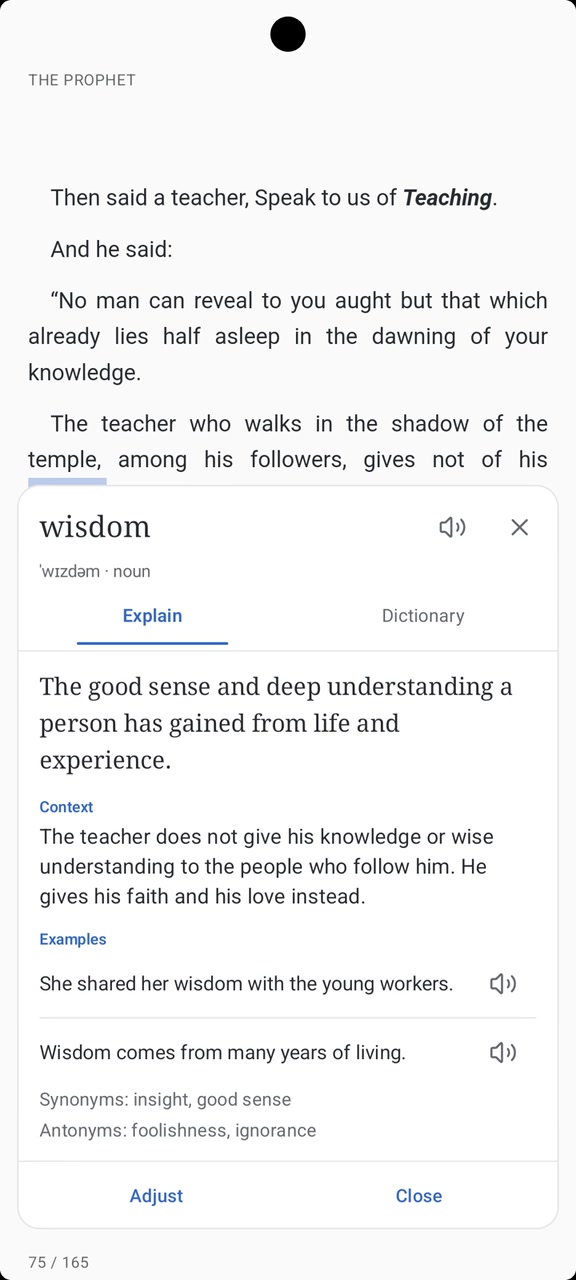 THE PROPHET
Then said a teacher, Speak to us of Teaching.
And he said:
“No man can reveal to you aught but that which
already lies half asleep in the dawning of your
knowledge.
The teacher who walks in the shadow of the
temple, among his followers, gives not of his
wisdom
ˈwɪzdəm · noun
Explain
Dictionary
The good sense and deep understanding a
person has gained from life and
experience.
Context
The teacher does not give his knowledge or wise
understanding to the people who follow him. He
gives his faith and his love instead.
Examples
She shared her wisdom with the young workers.
Wisdom comes from many years of living.
Synonyms: insight, good sense
Antonyms: foolishness, ignorance
Adjust
Close
75 / 165